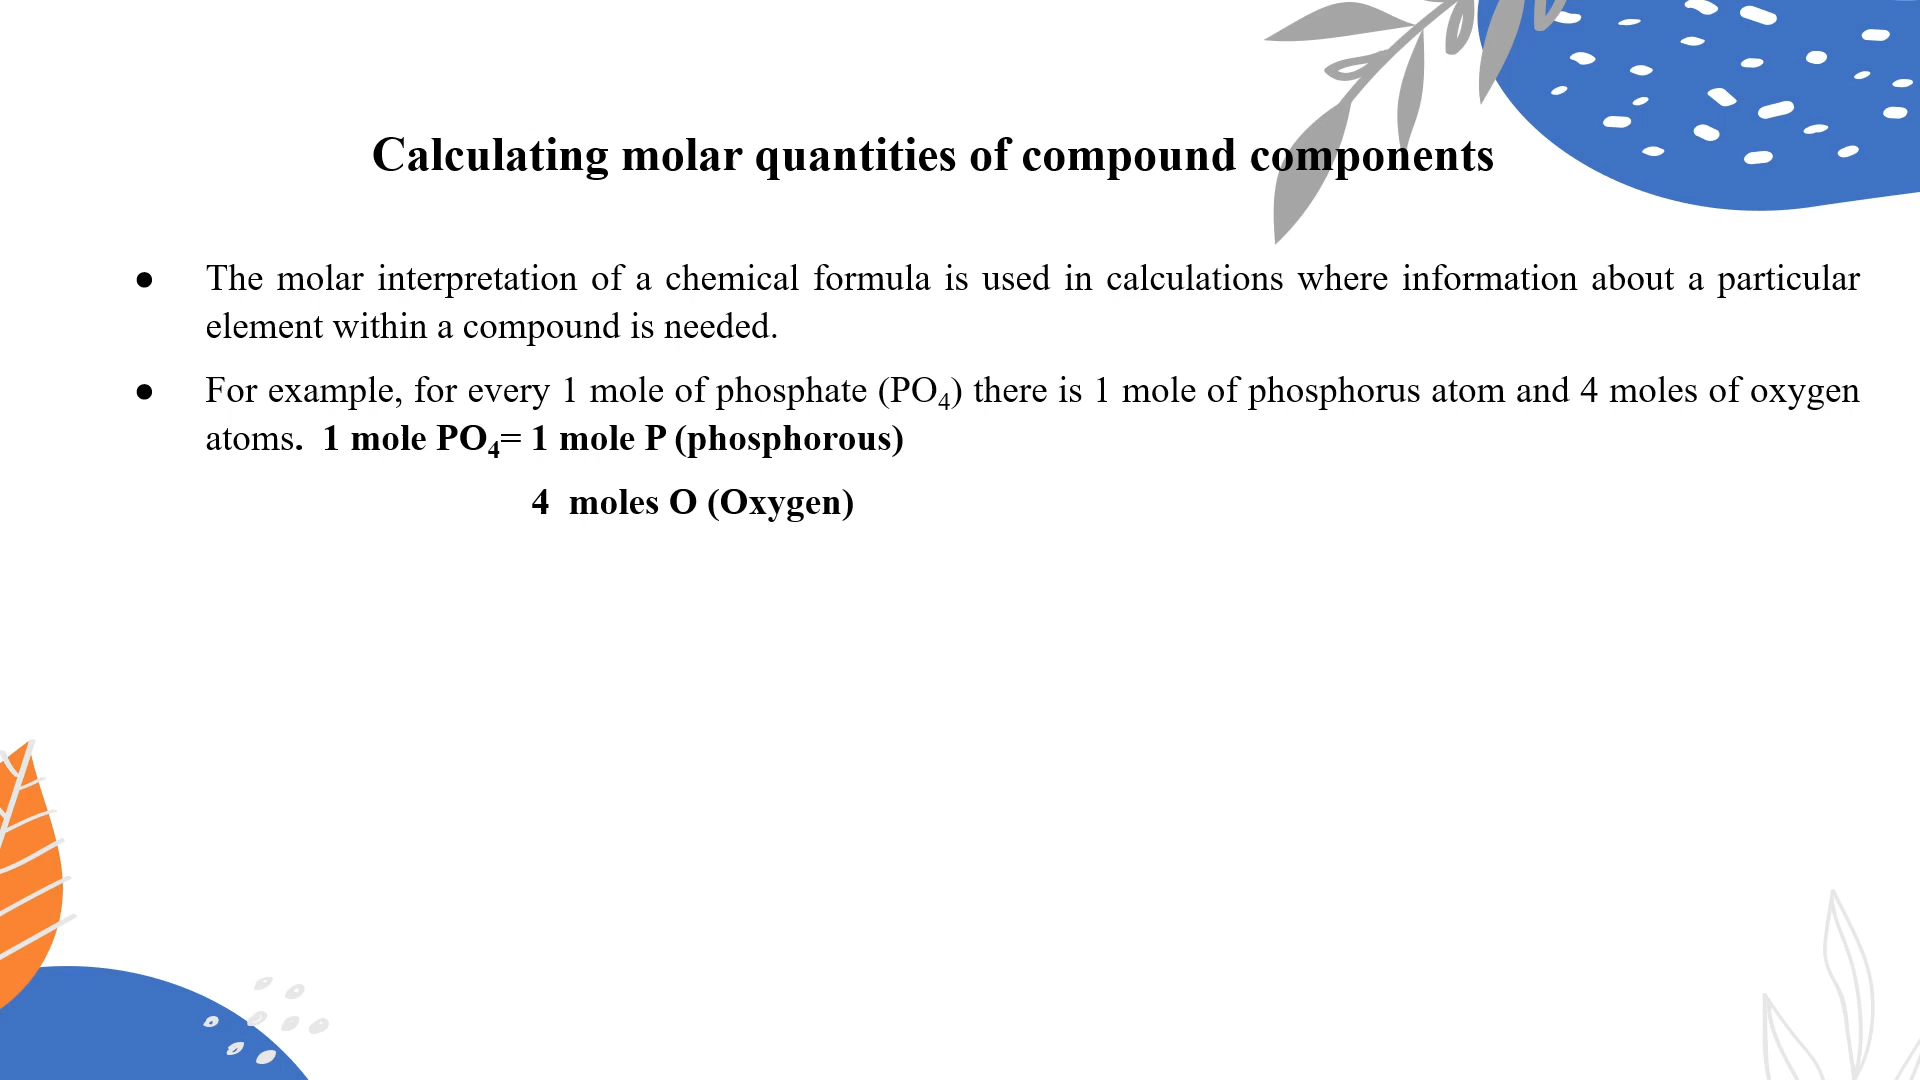 Calculating molar quantities of compound components
● The molar interpretation of a chemical formula is used in calculations where information about a particular
element within a compound is needed.
● For example, for every 1 mole of phosphate (PO₄) there is 1 mole of phosphorus atom and 4 moles of oxygen
atoms. 1 mole PO₄= 1 mole P (phosphorous)
4 moles O (Oxygen)